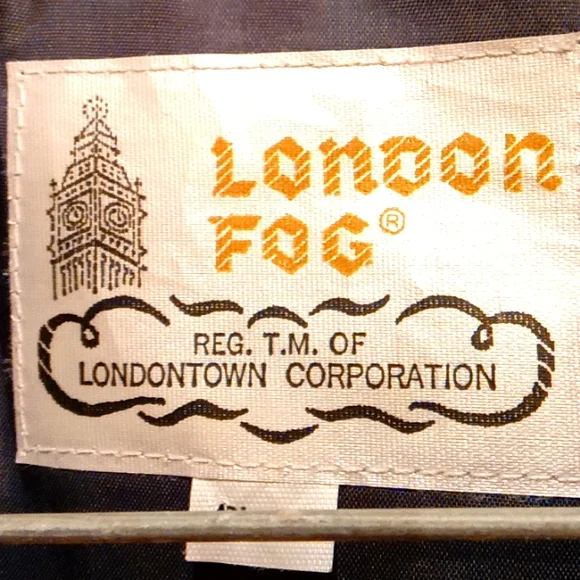 LONDON
FOG®
REG. T.M. OF
LONDONTOWN CORPORATION